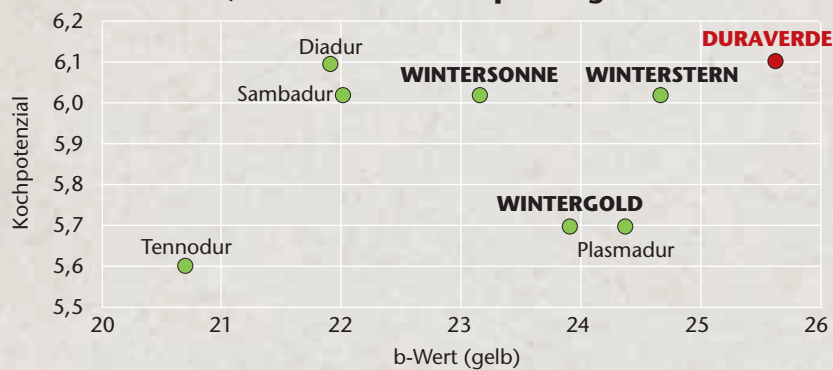 6,2
6,1
6,0
5,9
5,8
5,7
5,6
5,5
Kochpotenzial
Diadur
DURAVERDE
Sambadur
WINTERSONNE
WINTERSTERN
WINTERGOLD
Plasmadur
Tennodur
20 21 22 23 24 25 26
b-Wert (gelb)